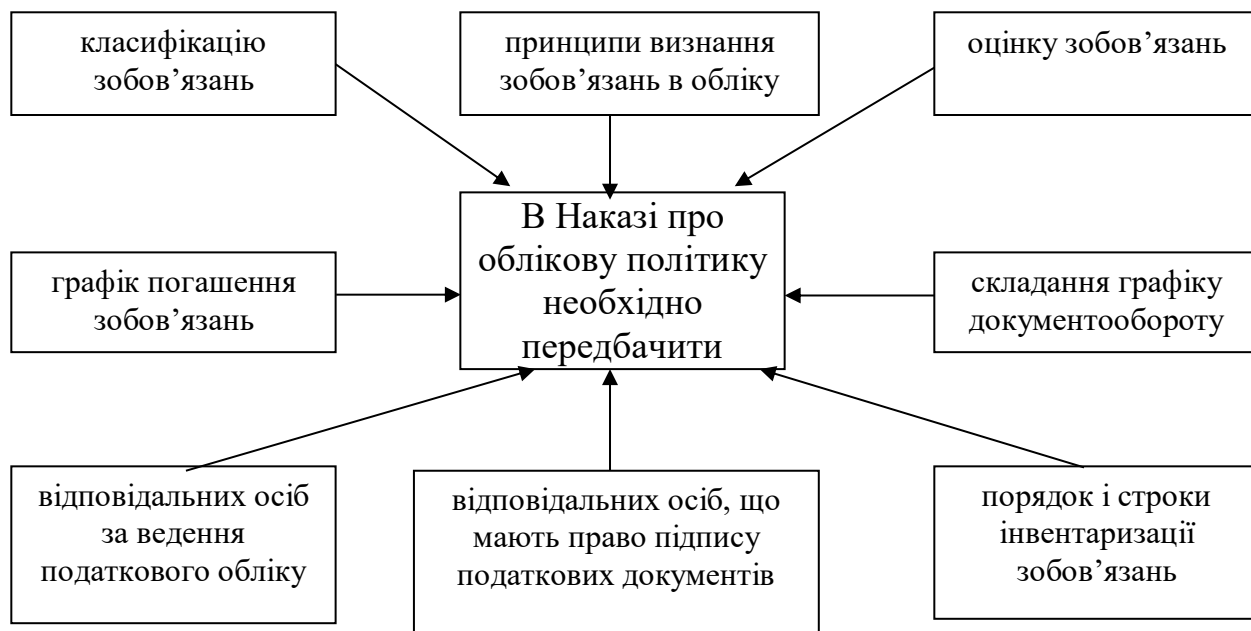 класифікацію
зобов’язань
принципи визнання
зобов’язань в обліку
оцінку зобов’язань
В Наказі про
облікову політику
необхідно
передбачити
графік погашення
зобов’язань
складання графіку
документообороту
відповідальних осіб
за ведення
податкового обліку
відповідальних осіб, що
мають право підпису
податкових документів
порядок і строки
інвентаризації
зобов’язань